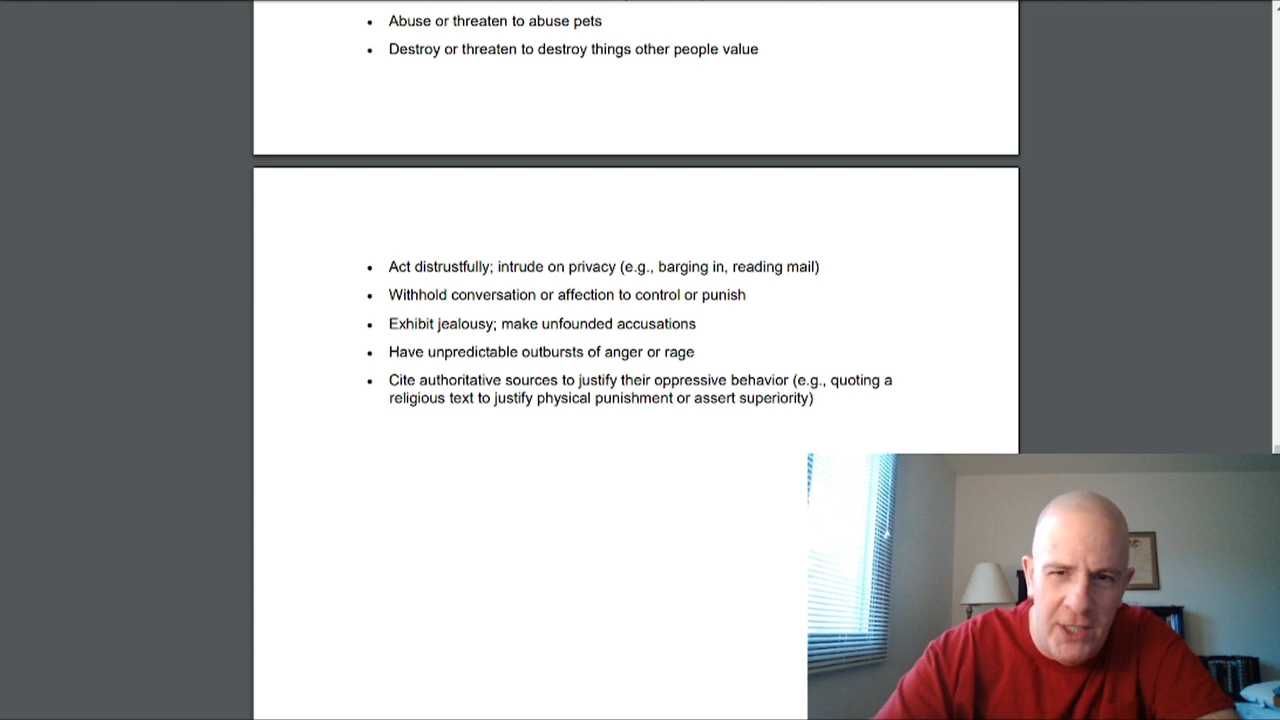 • Abuse or threaten to abuse pets
• Destroy or threaten to destroy things other people value
• Act distrustfully; intrude on privacy (e.g., barging in, reading mail)
• Withhold conversation or affection to control or punish
• Exhibit jealousy; make unfounded accusations
• Have unpredictable outbursts of anger or rage
• Cite authoritative sources to justify their oppressive behavior (e.g., quoting a
religious text to justify physical punishment or assert superiority)